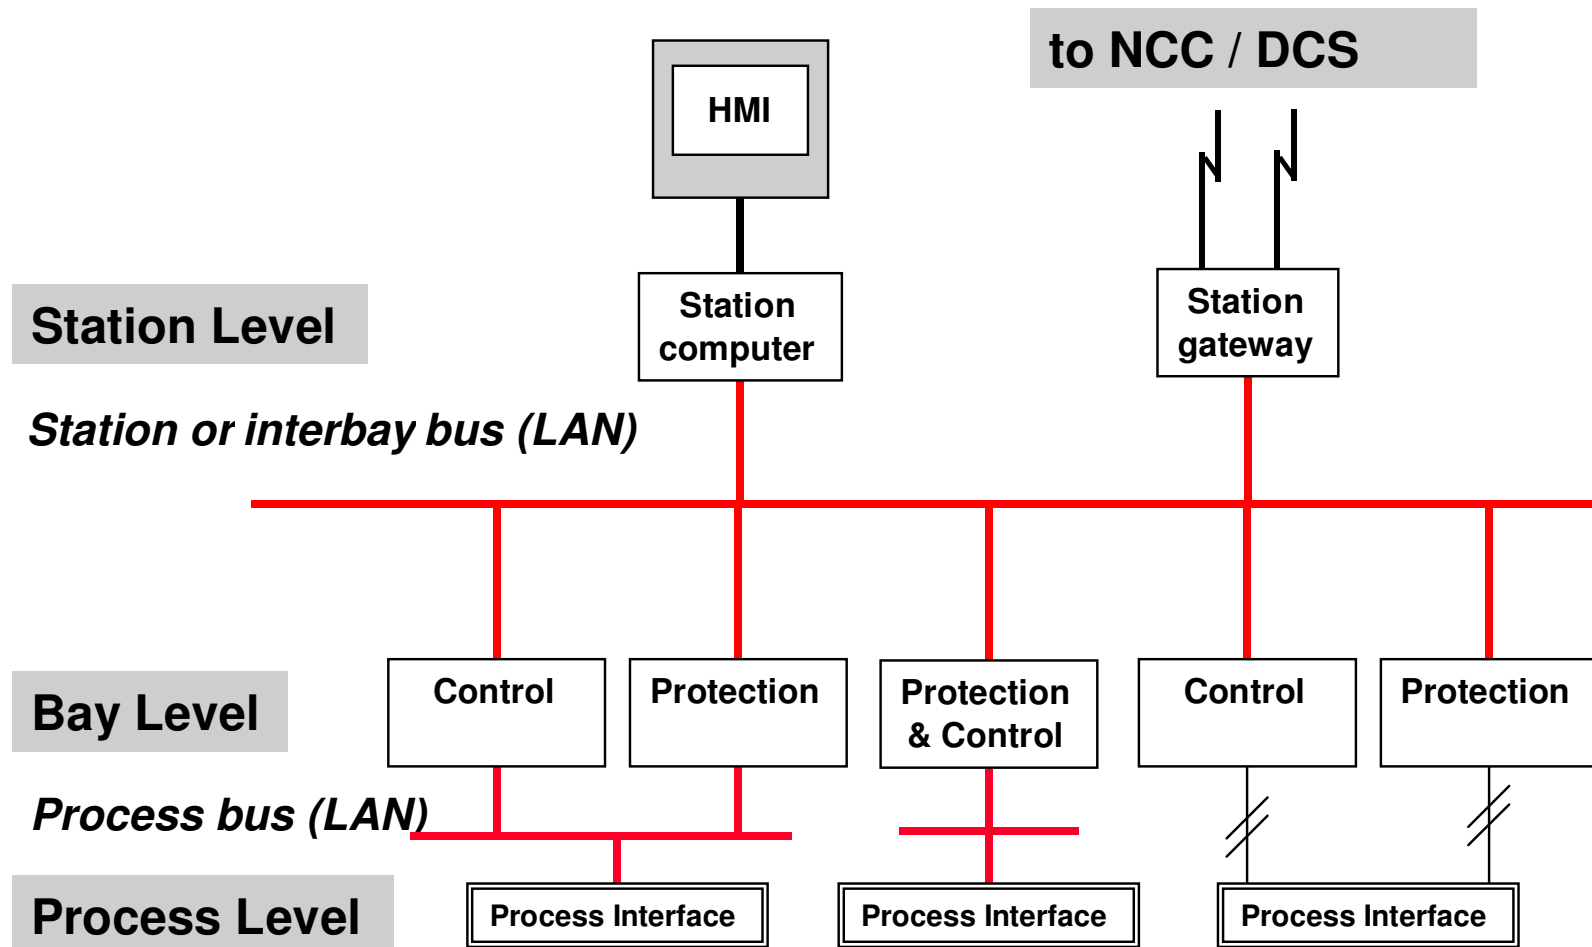 to NCC / DCS
HMI
Station Level
Station
computer
Station
gateway
Station or interbay bus (LAN)
Bay Level
Control
Protection
Protection
& Control
Control
Protection
Process bus (LAN)
Process Level
Process Interface
Process Interface
Process Interface